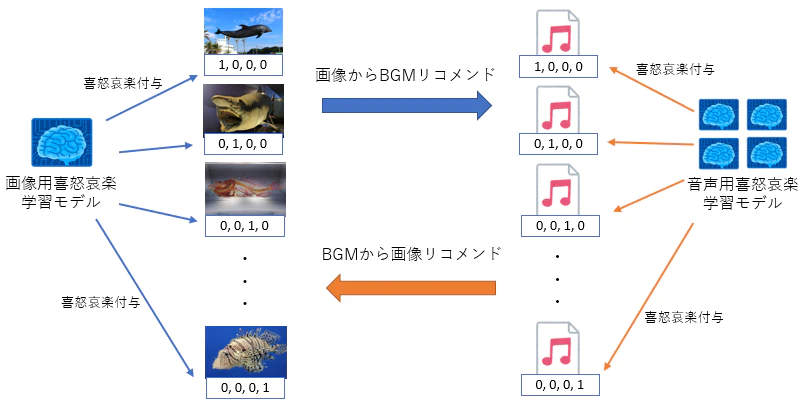 1, 0, 0, 0
喜怒哀楽付与
0, 1, 0, 0
画像用喜怒哀楽
学習モデル
0, 0, 1, 0
・
・
・
喜怒哀楽付与
0, 0, 0, 1
画像からBGMリコメンド
BGMから画像リコメンド
1, 0, 0, 0
喜怒哀楽付与
0, 1, 0, 0
音声用喜怒哀楽
学習モデル
0, 0, 1, 0
・
・
・
喜怒哀楽付与
0, 0, 0, 1